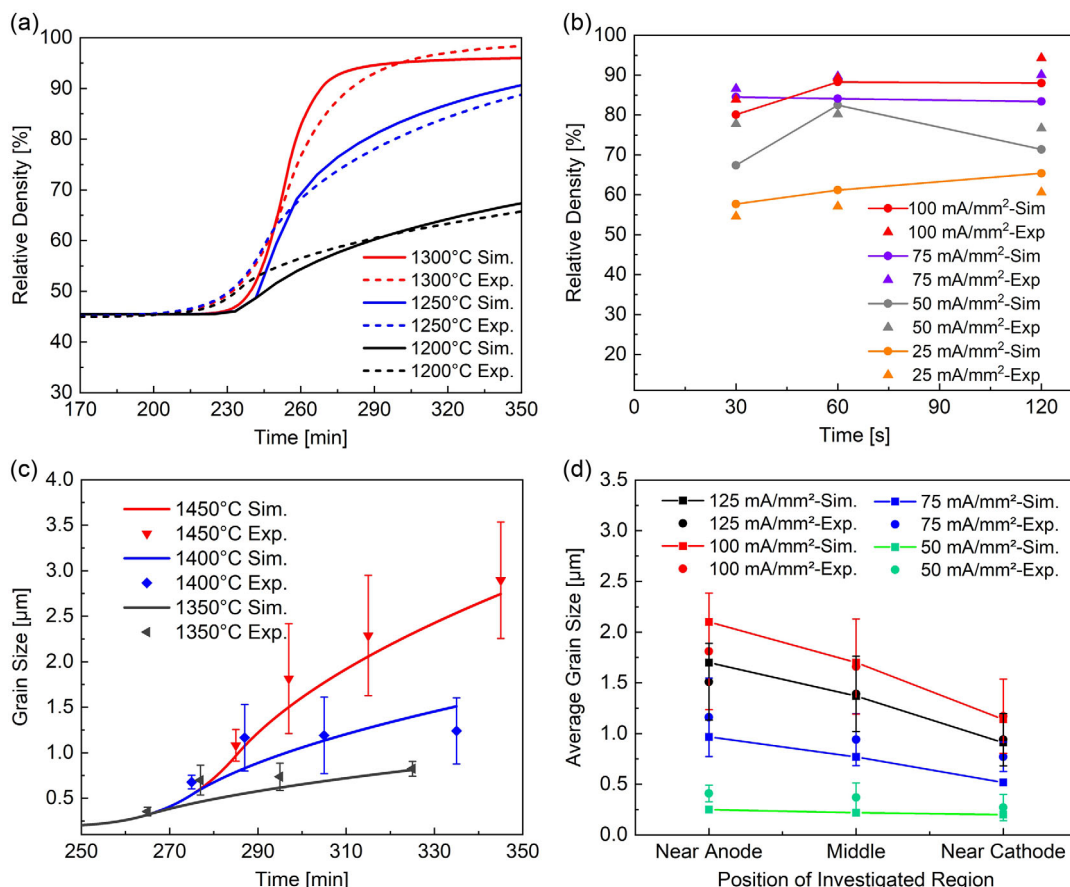 (a)
100
90
80
70
60
50
40
30
Relative Density [%]
170 200 230 260 290 320 350
Time [min]
1300°C Sim.
1300°C Exp.
1250°C Sim.
1250°C Exp.
1200°C Sim.
1200°C Exp.
(b)
100
90
80
70
60
50
40
30
20
Relative Density [%]
0 30 60 90 120
Time [s]
100 mA/mm²-Sim
100 mA/mm²-Exp
75 mA/mm²-Sim
75 mA/mm²-Exp
50 mA/mm²-Sim
50 mA/mm²-Exp
25 mA/mm²-Sim
25 mA/mm²-Exp
(c)
4.0
3.5
3.0
2.5
2.0
1.5
1.0
0.5
Grain Size [µm]
250 270 290 310 330 350
Time [min]
1450°C Sim.
1450°C Exp.
1400°C Sim.
1400°C Exp.
1350°C Sim.
1350°C Exp.
(d)
3.5
3.0
2.5
2.0
1.5
1.0
0.5
0.0
Average Grain Size [µm]
Near Anode Middle Near Cathode
Position of Investigated Region
125 mA/mm²-Sim.
125 mA/mm²-Exp.
100 mA/mm²-Sim.
100 mA/mm²-Exp.
75 mA/mm²-Sim.
75 mA/mm²-Exp.
50 mA/mm²-Sim.
50 mA/mm²-Exp.